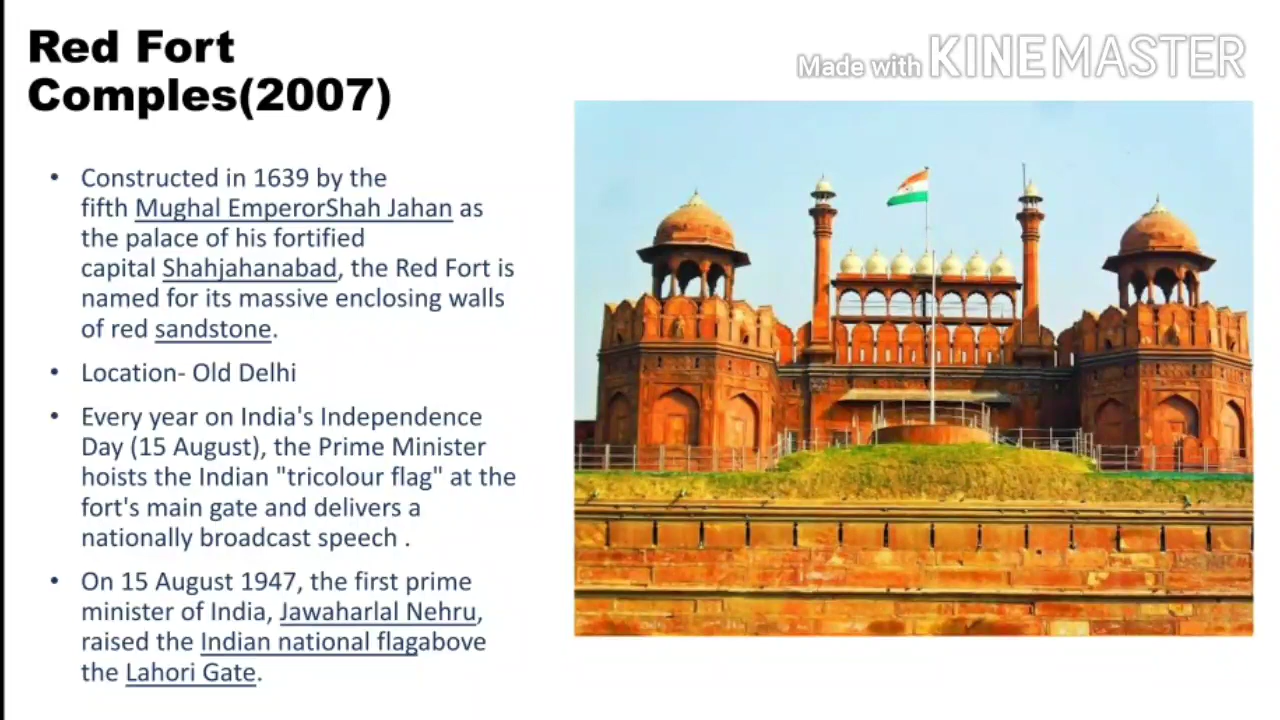 Red Fort
Comples(2007)
Made with KINEMASTER
• Constructed in 1639 by the
fifth Mughal EmperorShah Jahan as
the palace of his fortified
capital Shahjahanabad, the Red Fort is
named for its massive enclosing walls
of red sandstone.
• Location- Old Delhi
• Every year on India's Independence
Day (15 August), the Prime Minister
hoists the Indian "tricolour flag" at the
fort's main gate and delivers a
nationally broadcast speech .
• On 15 August 1947, the first prime
minister of India, Jawaharlal Nehru,
raised the Indian national flagabove
the Lahori Gate.